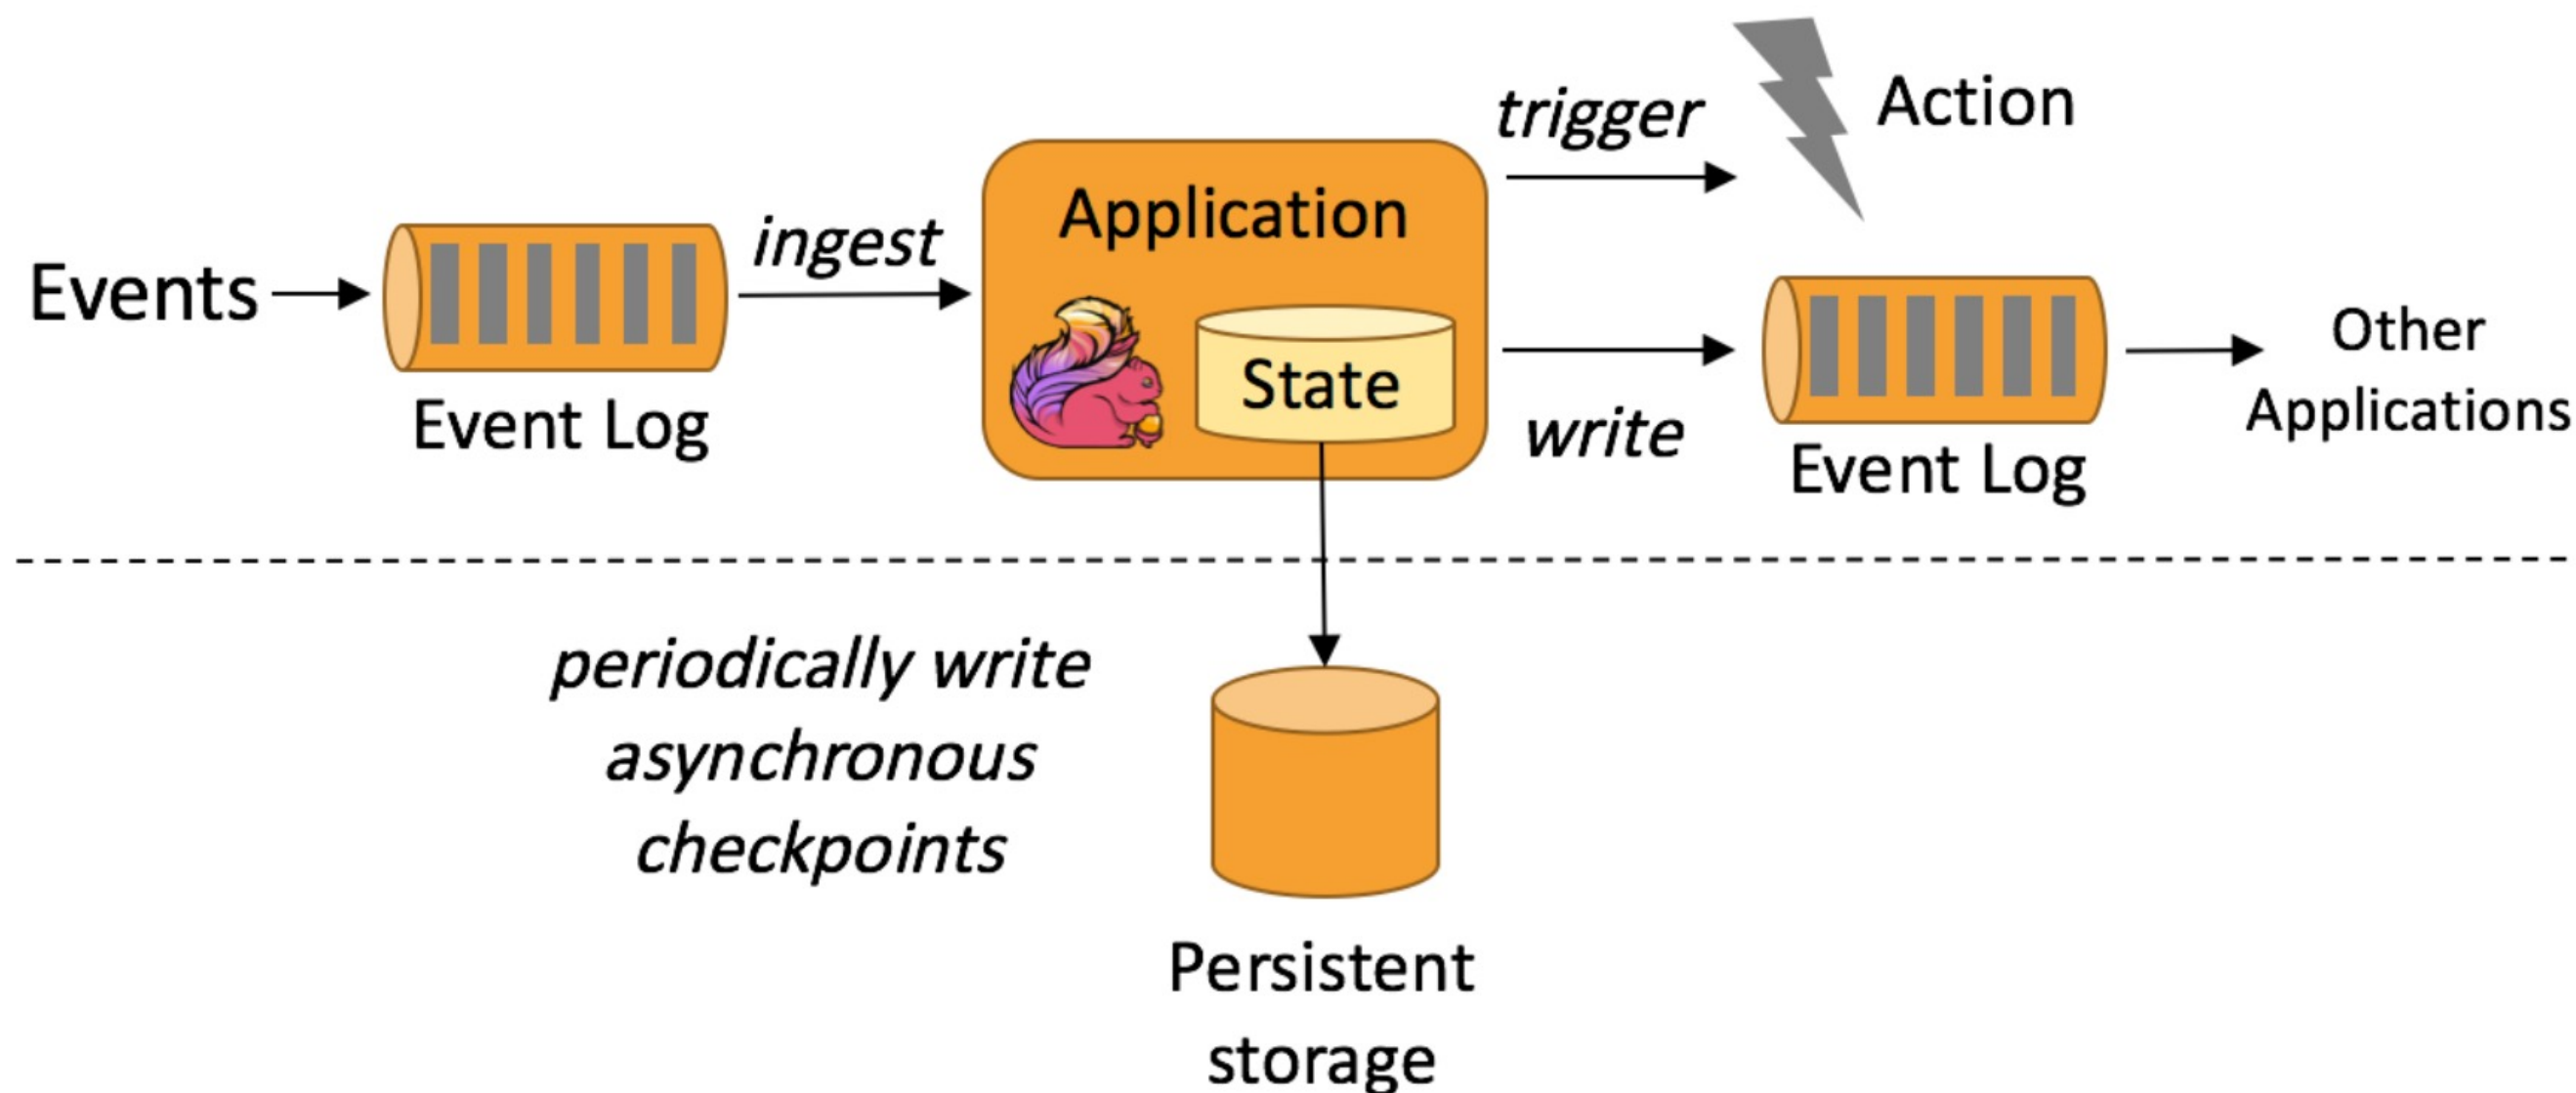 Events
Event Log
ingest
Application
State
trigger
Action
write
Event Log
Other
Applications
periodically write
asynchronous
checkpoints
Persistent
storage